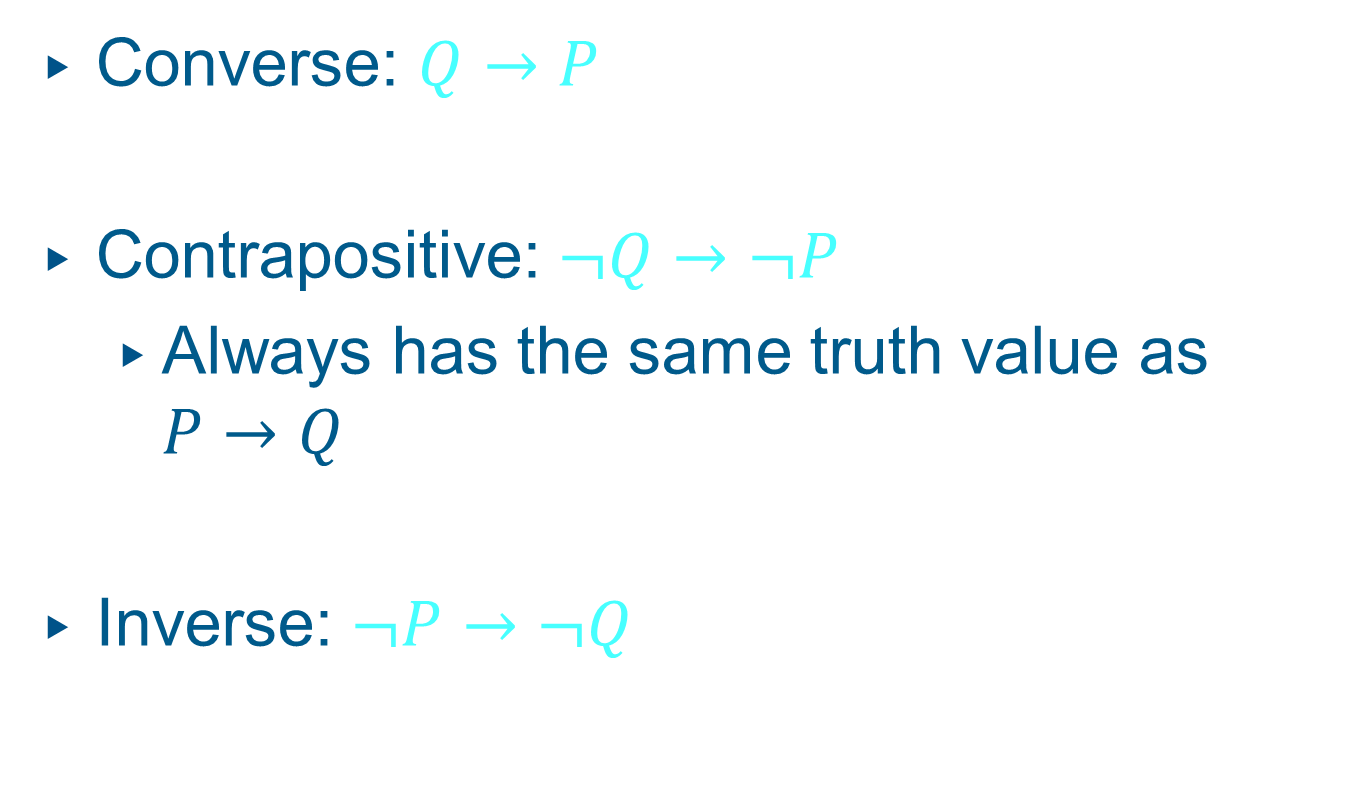 ▸ Converse: 𝑄 → 𝑃
▸ Contrapositive: ¬𝑄 → ¬𝑃
▸ Always has the same truth value as
𝑃 → 𝑄
▸ Inverse: ¬𝑃 → ¬𝑄